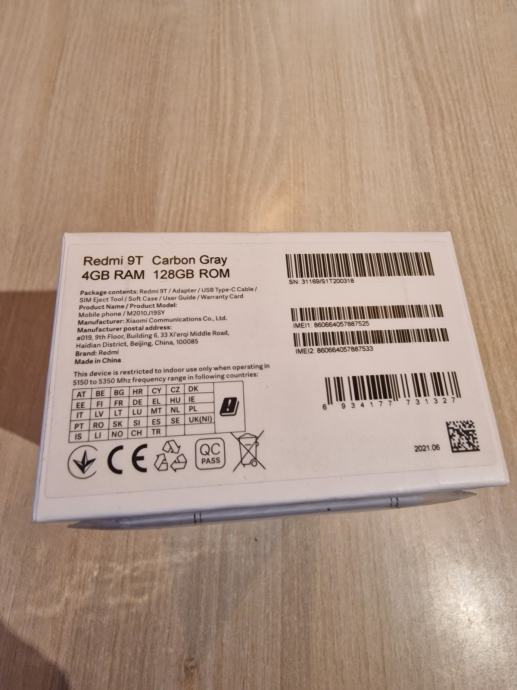 Redmi 9T Carbon Gray
4GB RAM 128GB ROM
Package contents: Redmi 9T / Adapter / USB Type-C Cable /
SIM Eject Tool / Soft Case / User Guide / Warranty Card
Product Name / Product Model:
Mobile phone / M2010J19SY
Manufacturer: Xiaomi Communications Co., Ltd.
Manufacturer postal address:
#019, 9th Floor, Building 6, 33 Xi'erqi Middle Road,
Haidian District, Beijing, China, 100085
Brand: Redmi
Made in China
This device is restricted to indoor use only when operating in
5150 to 5350 Mhz frequency range in following countries:
AT BE BG HR CY CZ DK
EE FI FR DE EL HU IE
IT LV LT LU MT NL PL
PT RO SK SI ES SE UK(NI)
IS LI NO CH TR
CE
QC
PASS
SN: 31169/S1T200318
IMEI1: 860664057887525
IMEI2: 860664057887533
6 934177 731327
2021.06